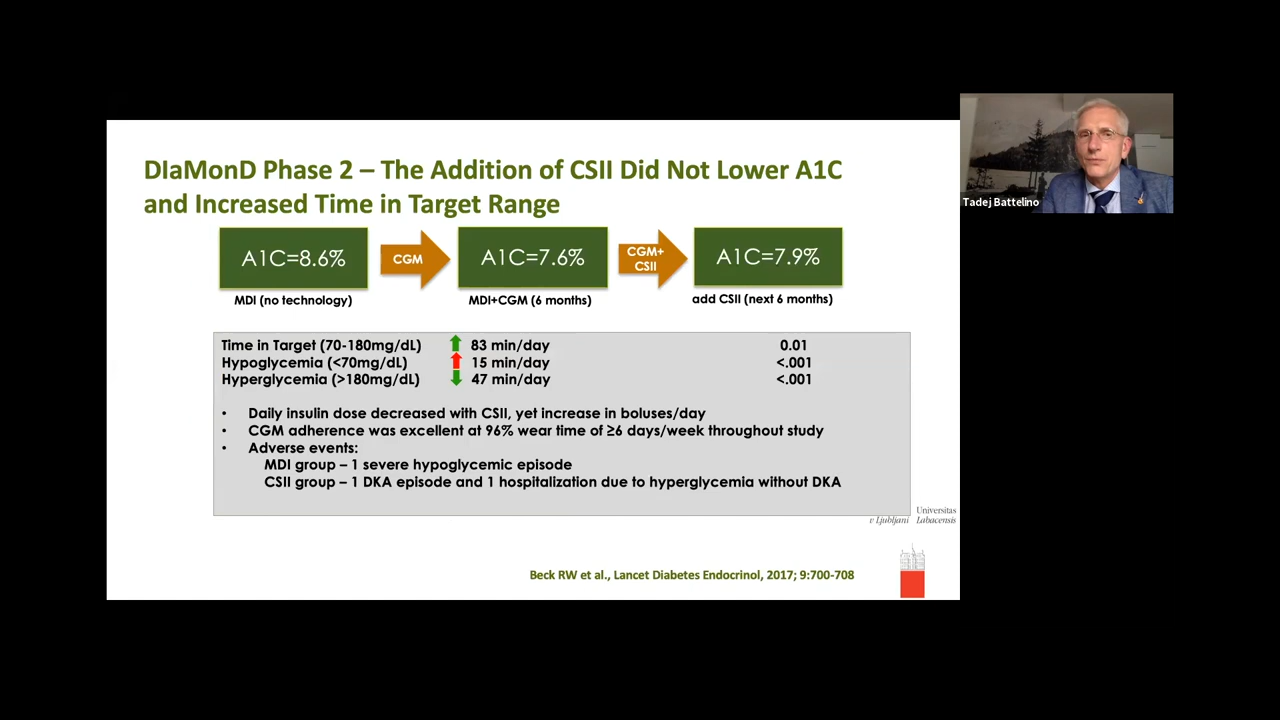 DIaMonD Phase 2 – The Addition of CSII Did Not Lower A1C
and Increased Time in Target Range
A1C=8.6%
CGM
A1C=7.6%
CGM+
CSII
A1C=7.9%
MDI (no technology)
MDI+CGM (6 months)
add CSII (next 6 months)
Time in Target (70-180mg/dL) 83 min/day 0.01
Hypoglycemia (<70mg/dL) 15 min/day <.001
Hyperglycemia (>180mg/dL) 47 min/day <.001
• Daily insulin dose decreased with CSII, yet increase in boluses/day
• CGM adherence was excellent at 96% wear time of ≥6 days/week throughout study
• Adverse events:
MDI group – 1 severe hypoglycemic episode
CSII group – 1 DKA episode and 1 hospitalization due to hyperglycemia without DKA
Universitas
v Ljubljani Labacensis
Beck RW et al., Lancet Diabetes Endocrinol, 2017; 9:700-708
Tadej Battelino